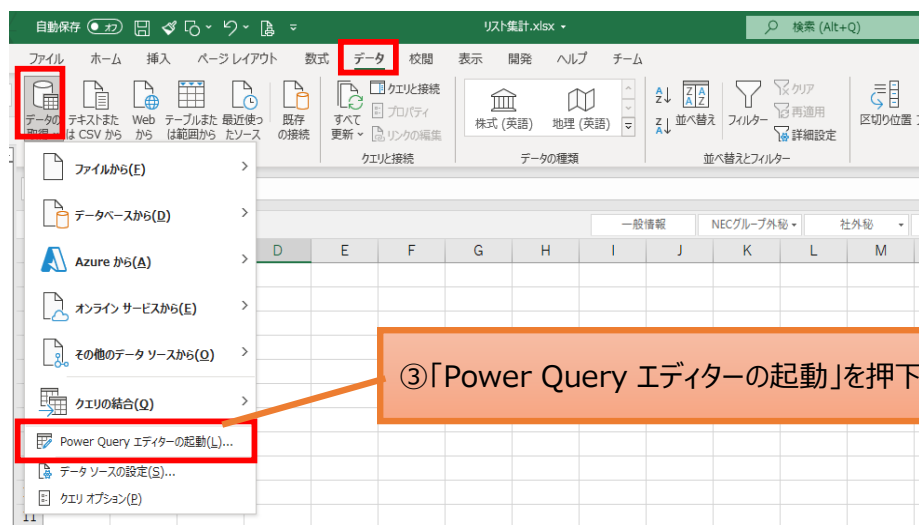 自動保存 オフ リスト集計.xlsx 検索 (Alt+Q)
ファイル ホーム 挿入 ページ レイアウト 数式 データ 校閲 表示 開発 ヘルプ チーム
データの取得 テキストまたは CSV から Web から テーブルまたは範囲から 最近使ったソース 既存の接続 すべて更新 クエリと接続 プロパティ リンクの編集 株式 (英語) 地理 (英語) 並べ替え フィルター クリア 再適用 詳細設定 区切り位置
クエリと接続 データの種類 並べ替えとフィルター
ファイルから(F)
データベースから(D)
一般情報 NECグループ外秘 社外秘
D E F G H I J K L M
Azure から(A)
オンライン サービスから(E)
その他のデータ ソースから(O)
③「Power Query エディターの起動」を押下
クエリの結合(Q)
Power Query エディターの起動(L)...
データ ソースの設定(S)...
クエリ オプション(P)
11